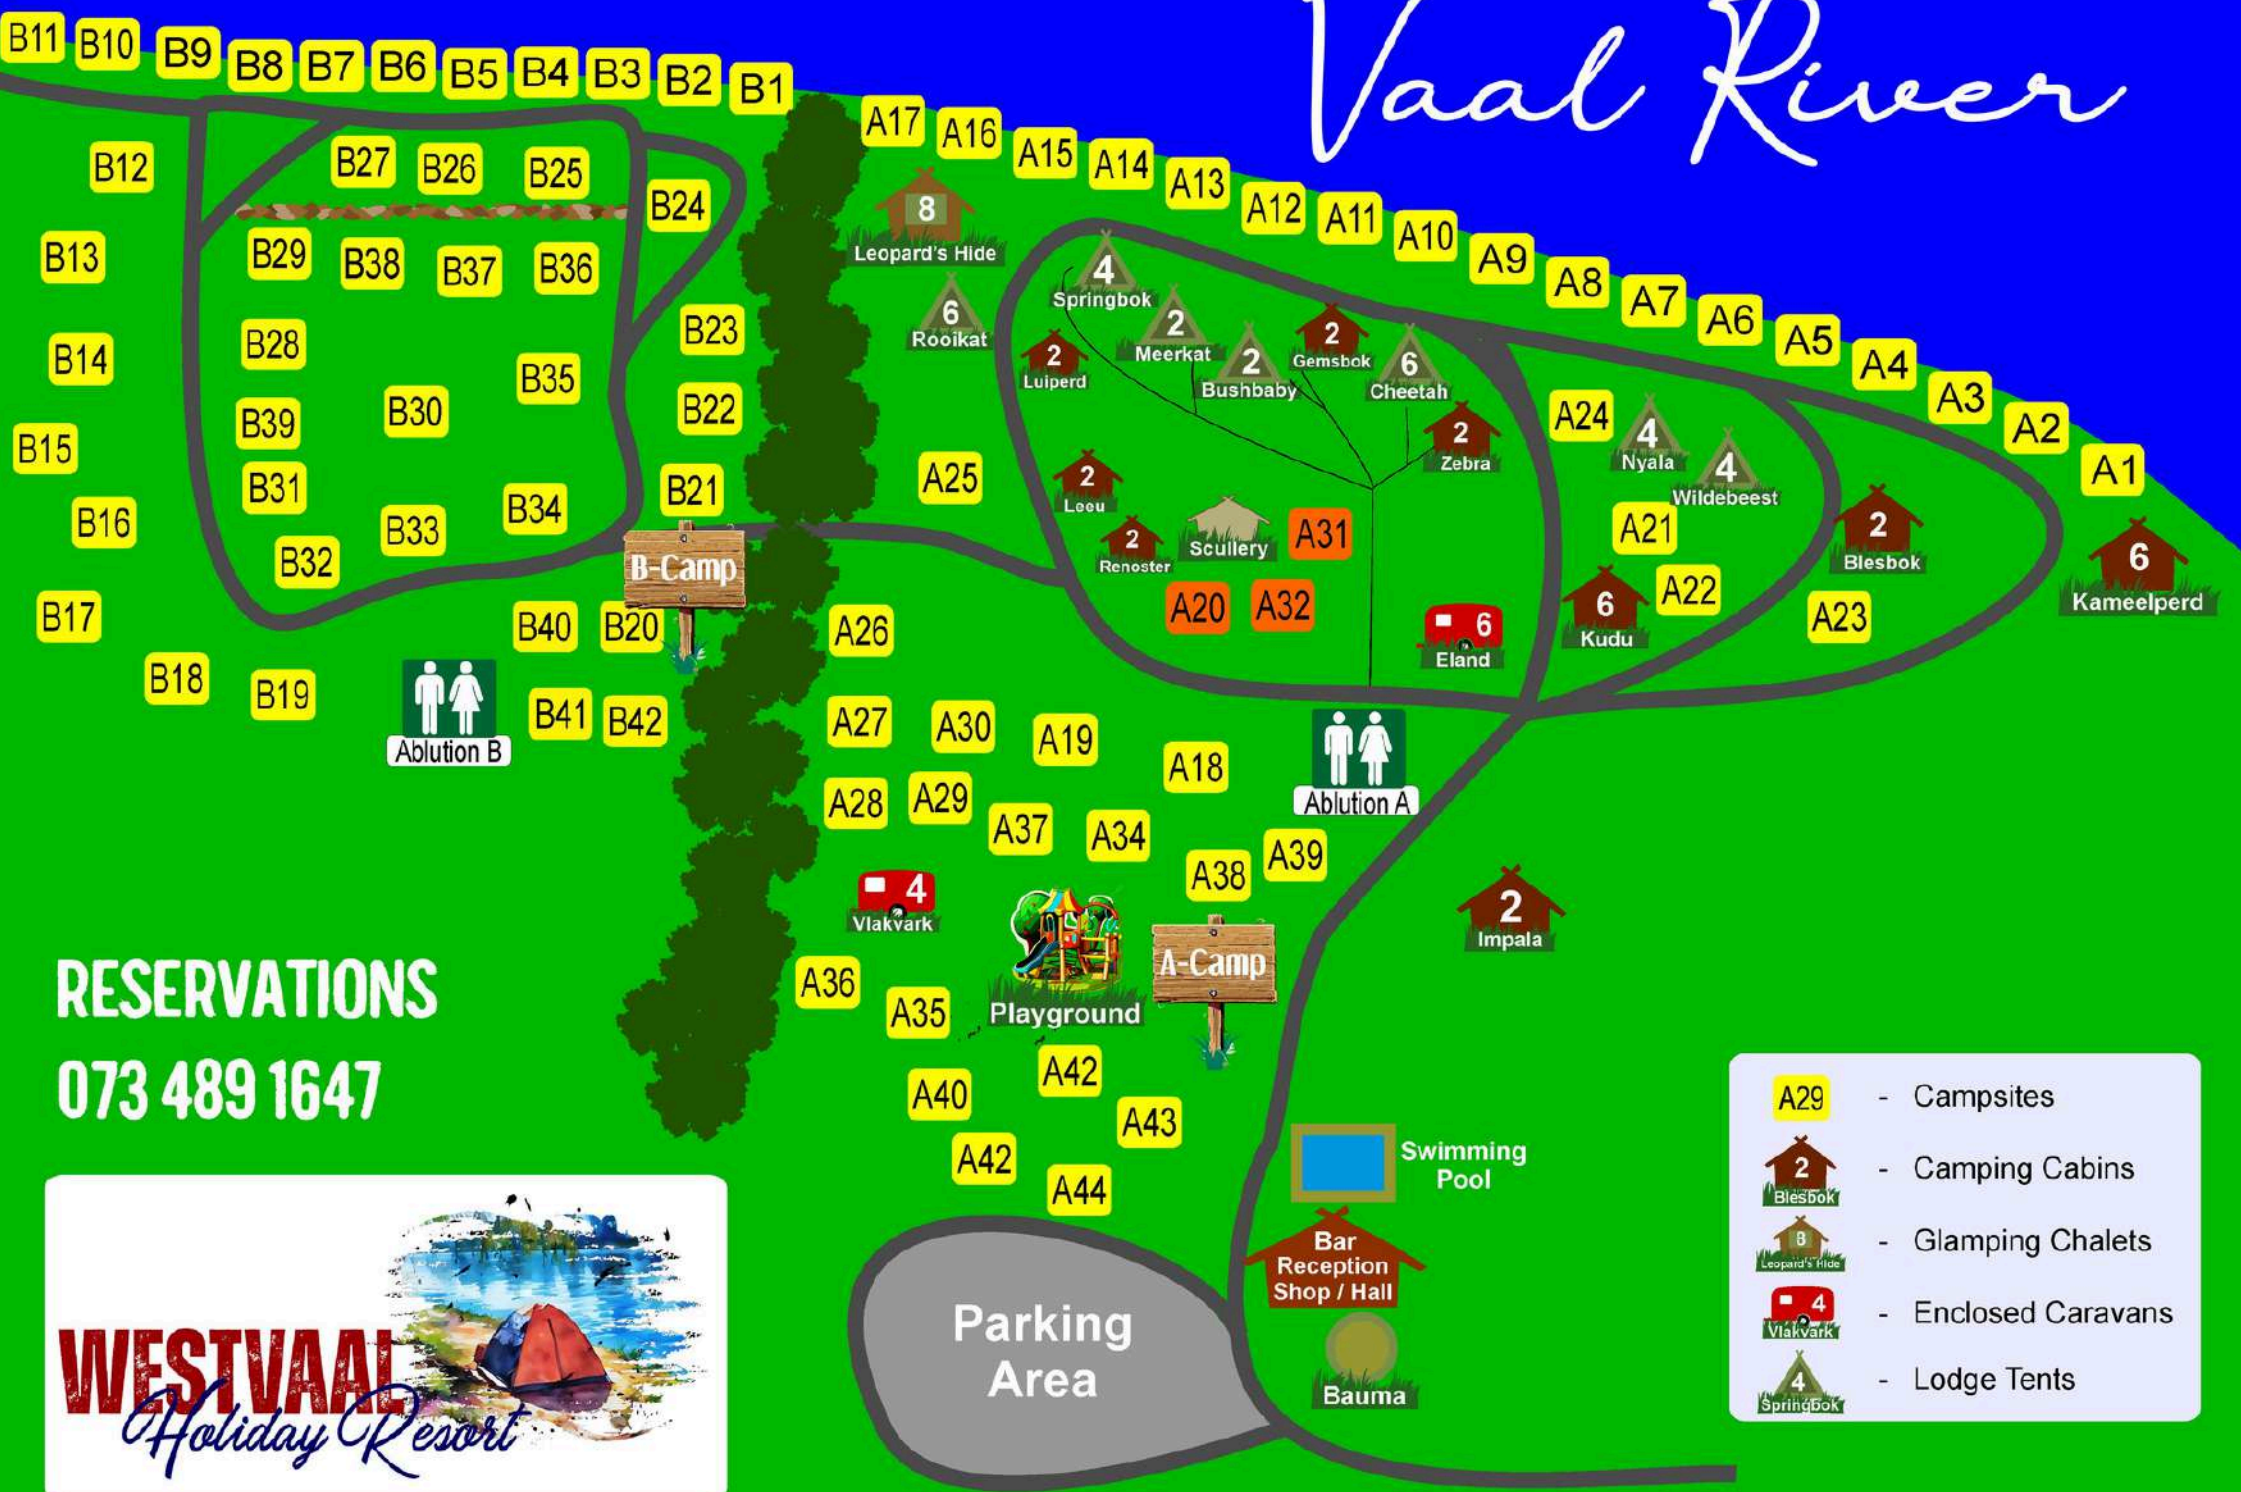 Vaal River
B11
B10
B9
B8
B7
B6
B5
B4
B3
B2
B1
A17
A16
A15
A14
A13
A12
A11
A10
A9
A8
A7
A6
A5
A4
A3
A2
A1
B12
B27
B26
B25
B24
B13
B29
B38
B37
B36
B23
B14
B28
B35
B22
B39
B30
B15
B31
B34
B21
B16
B33
B32
B-Camp
B17
B40
B20
B18
B19
B41
B42
Ablution B
8
Leopard's Hide
6
Rooikat
4
Springbok
2
Meerkat
2
Bushbaby
2
Gemsbok
6
Cheetah
2
Luiperd
2
Zebra
A24
4
Nyala
4
Wildebeest
A25
2
Leeu
2
Renoster
Scullery
A31
A20
A32
A21
A22
2
Blesbok
6
Kameelperd
6
Kudu
A23
6
Eland
A26
A27
A30
A19
A18
Ablution A
A28
A29
A37
A34
A38
A39
4
Vlakvark
2
Impala
A-Camp
A36
A35
Playground
A42
A40
A43
A42
A44
Swimming
Pool
Bar
Reception
Shop / Hall
Parking
Area
Bauma
RESERVATIONS
073 489 1647
WESTVAAL
Holiday Resort
A29 - Campsites
2
Blesbok
- Camping Cabins
8
Leopard's Hide
- Glamping Chalets
4
Vlakvark
- Enclosed Caravans
4
Springbok
- Lodge Tents